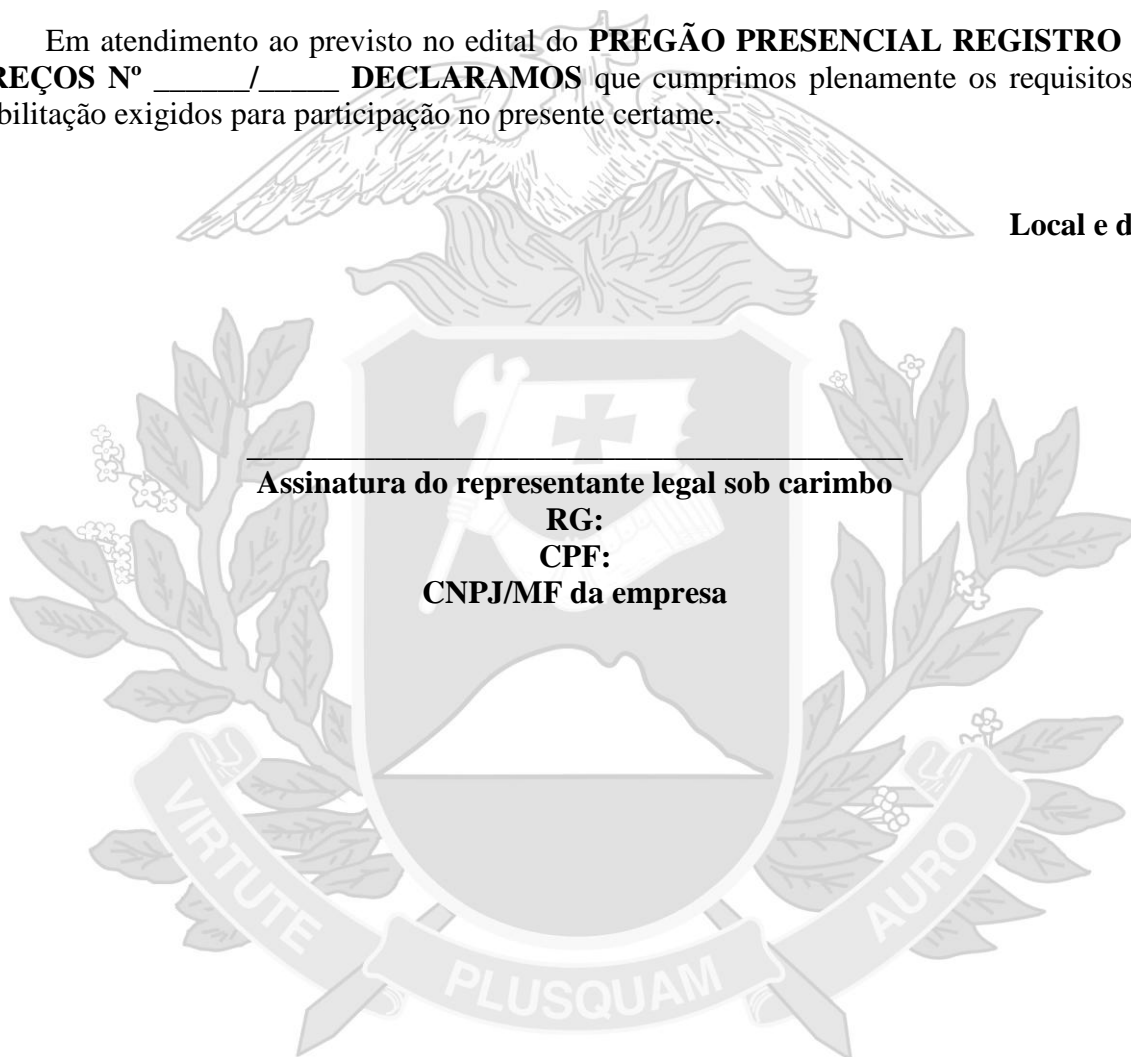 Em atendimento ao previsto no edital do PREGÃO PRESENCIAL REGISTRO
REÇOS Nº ______/_____ DECLARAMOS que cumprimos plenamente os requisitos
bilitação exigidos para participação no presente certame.
Local e d
Assinatura do representante legal sob carimbo
RG:
CPF:
CNPJ/MF da empresa
VIRTUTE PLUSQUAM AURO